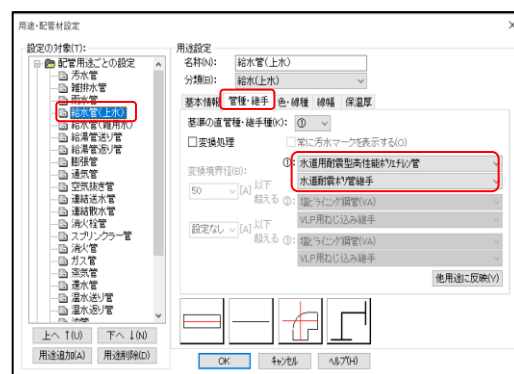 用途・配管材設定
設定の対象(T):
配管用途ごとの設定
汚水管
雑排水管
雨水管
給水管(上水)
給水管(雑用水)
給湯管送り管
給湯管返り管
膨張管
通気管
空気抜き管
連結送水管
連結散水管
消火栓管
スプリンクラー管
消火管
ガス管
蒸気管
還水管
温水送り管
温水返り管
上へ ↑(U)
下へ ↓(N)
用途追加(A)
用途削除(D)
用途設定
名称(N):
給水管(上水)
分類(B):
給水(上水)
基本情報
管種・継手
色・線種
線幅
保温厚
基準の直管種・継手種(K):
①
変換処理
常に汚水マークを表示する(O)
変換境界径(B):
①:
水道用耐震型高性能ポリエチレン管
水道耐震ポリ管継手
50
[A]
以下
超える
②:
塩ビライニング鋼管(VA)
VLP用ねじ込み継手
設定なし
[A]
以下
超える
③:
塩ビライニング鋼管(VA)
VLP用ねじ込み継手
他用途に反映(Y)
OK
キャンセル
ヘルプ(H)